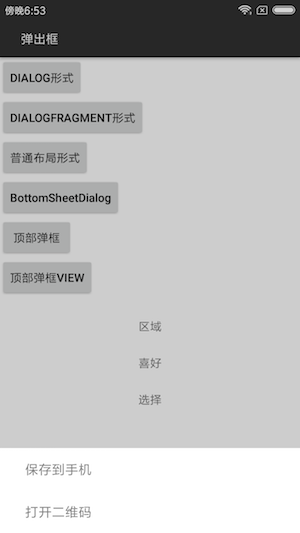 傍晚6:53
弹出框
DIALOG形式
DIALOGFRAGMENT形式
普通布局形式
BottomSheetDialog
顶部弹框
顶部弹框VIEW
区域
喜好
选择
保存到手机
打开二维码